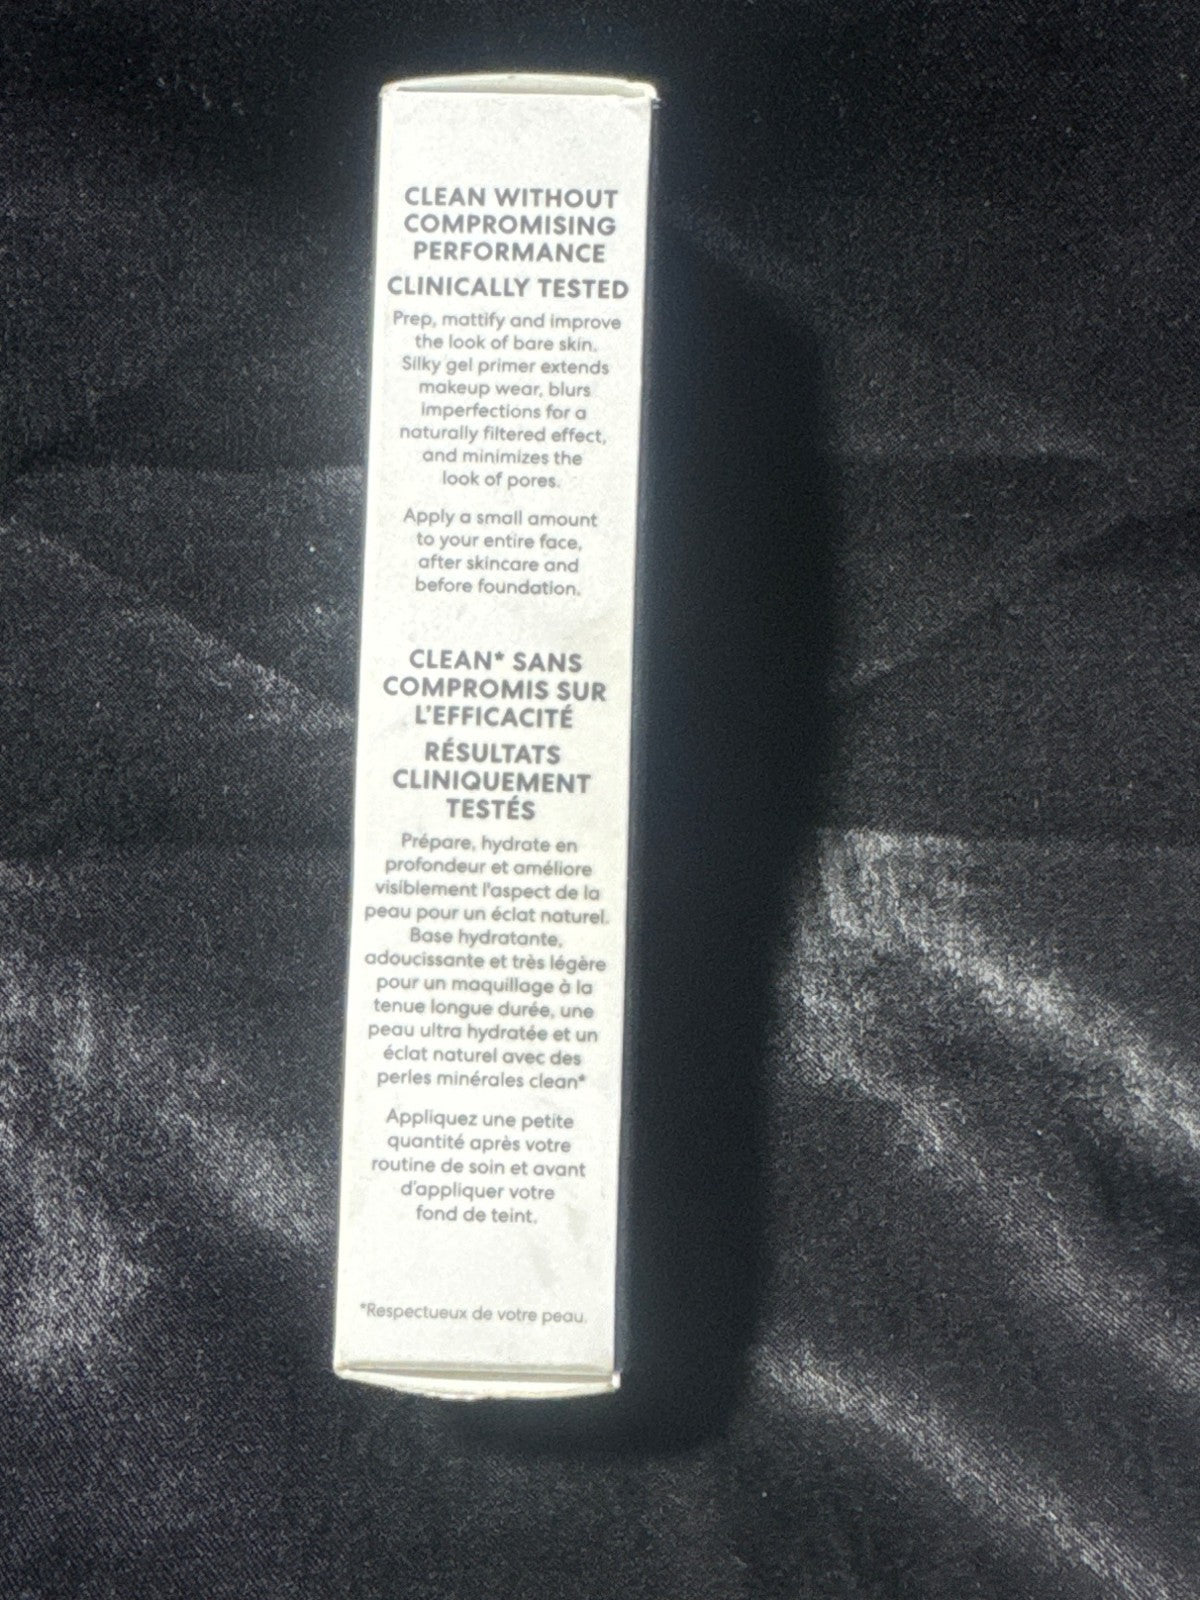 CLEAN WITHOUT
COMPROMISING
PERFORMANCE
CLINICALLY TESTED
Prep, mattify and improve
the look of bare skin.
Silky gel primer extends
makeup wear, blurs
imperfections for a
naturally filtered effect,
and minimizes the
look of pores.
Apply a small amount
to your entire face,
after skincare and
before foundation.
CLEAN* SANS
COMPROMIS SUR
L'EFFICACITÉ
RÉSULTATS
CLINIQUEMENT
TESTÉS
Prépare, hydrate en
profondeur et améliore
visiblement l'aspect de la
peau pour un éclat naturel.
Base hydratante,
adoucissante et très légère
pour un maquillage à la
tenue longue durée, une
peau ultra hydratée et un
éclat naturel avec des
perles minérales clean*
Appliquez une petite
quantité après votre
routine de soin et avant
d'appliquer votre
fond de teint.
*Respectueux de votre peau.